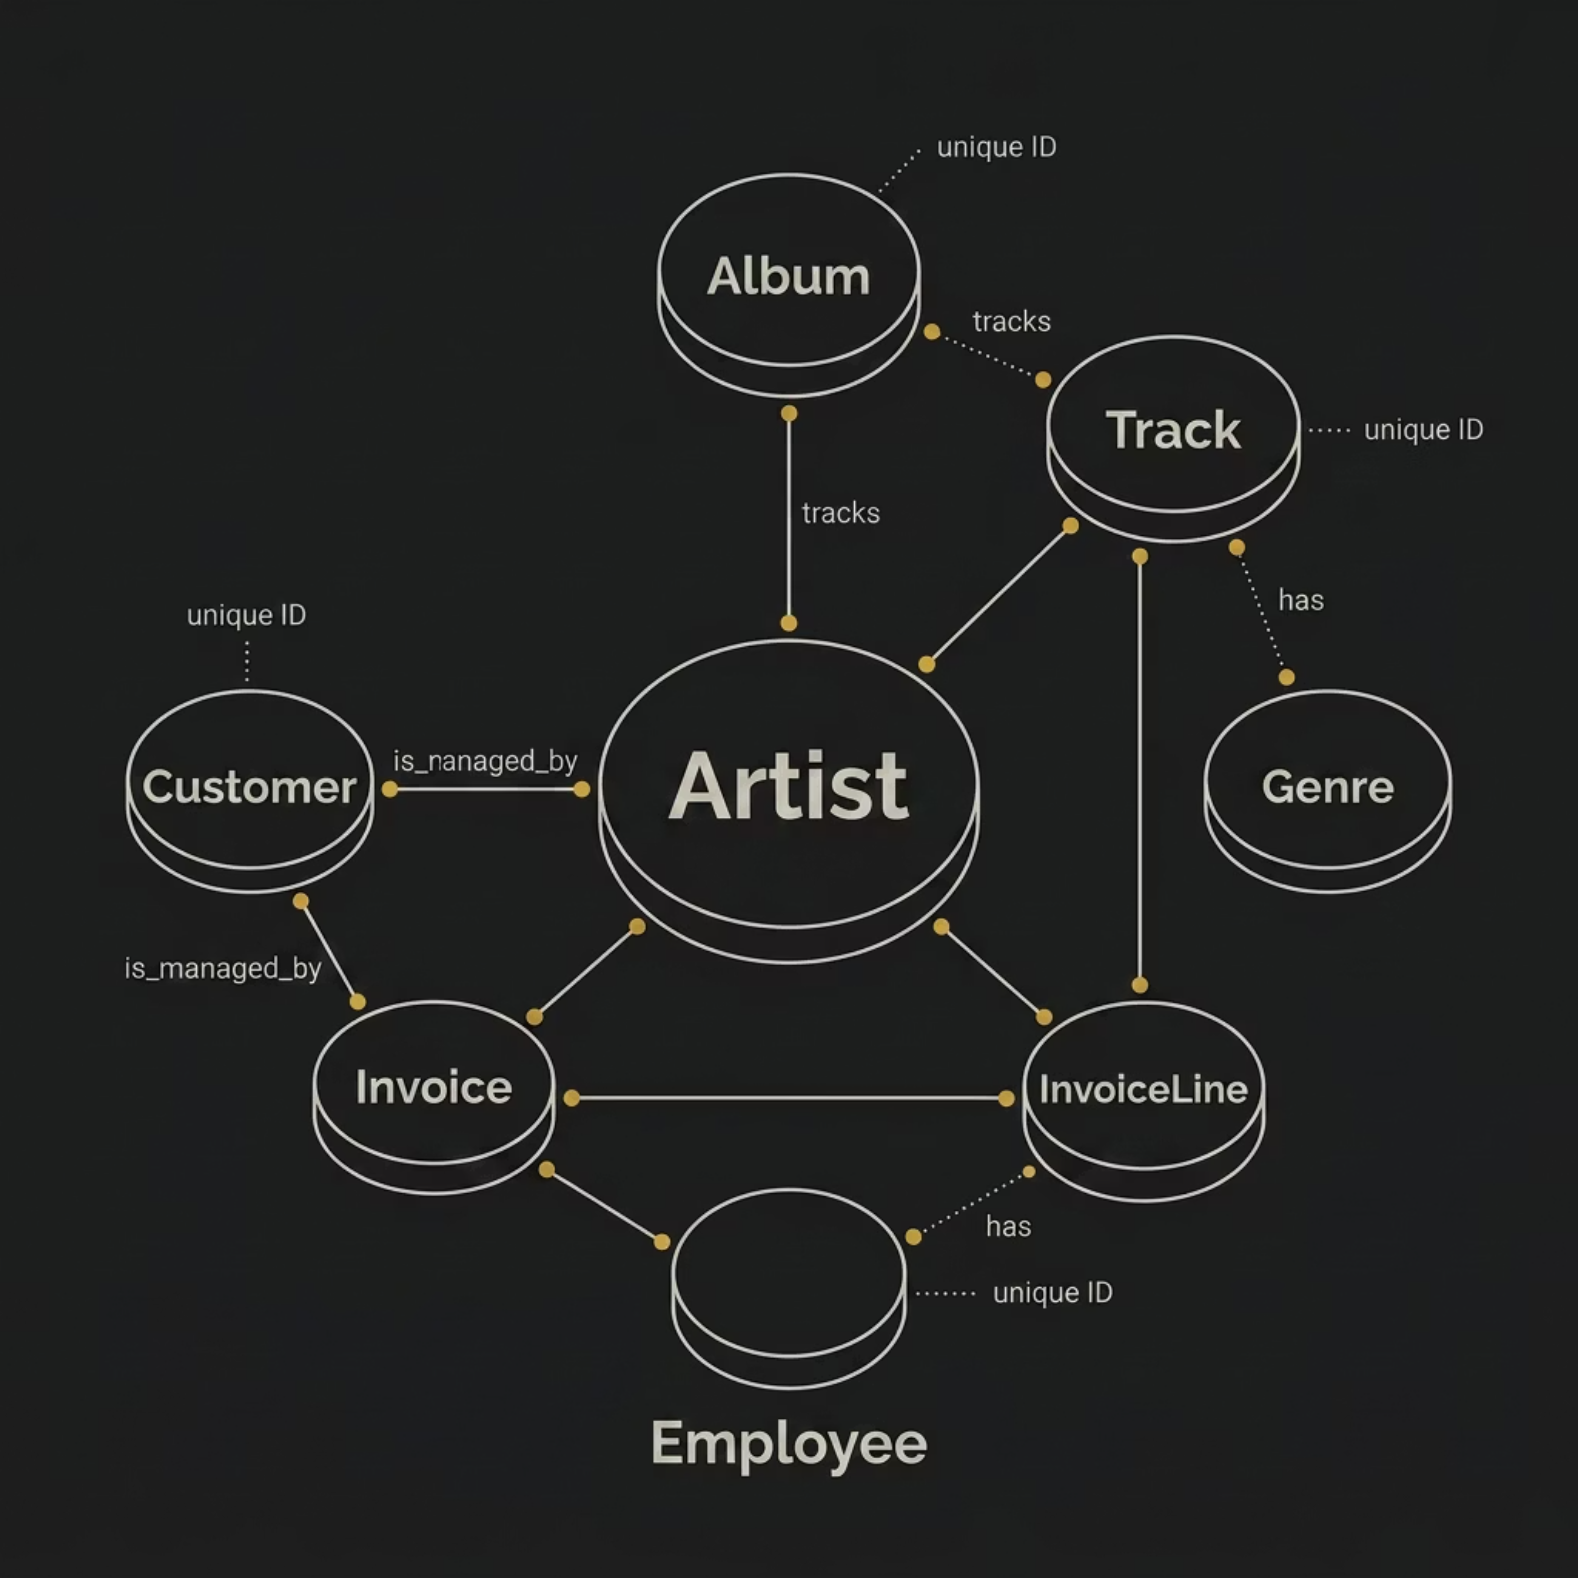 unique ID
Album
tracks
Track
unique ID
tracks
has
unique ID
Customer
is_nanaged_by
Artist
Genre
is_managed_by
Invoice
InvoiceLine
has
unique ID
Employee